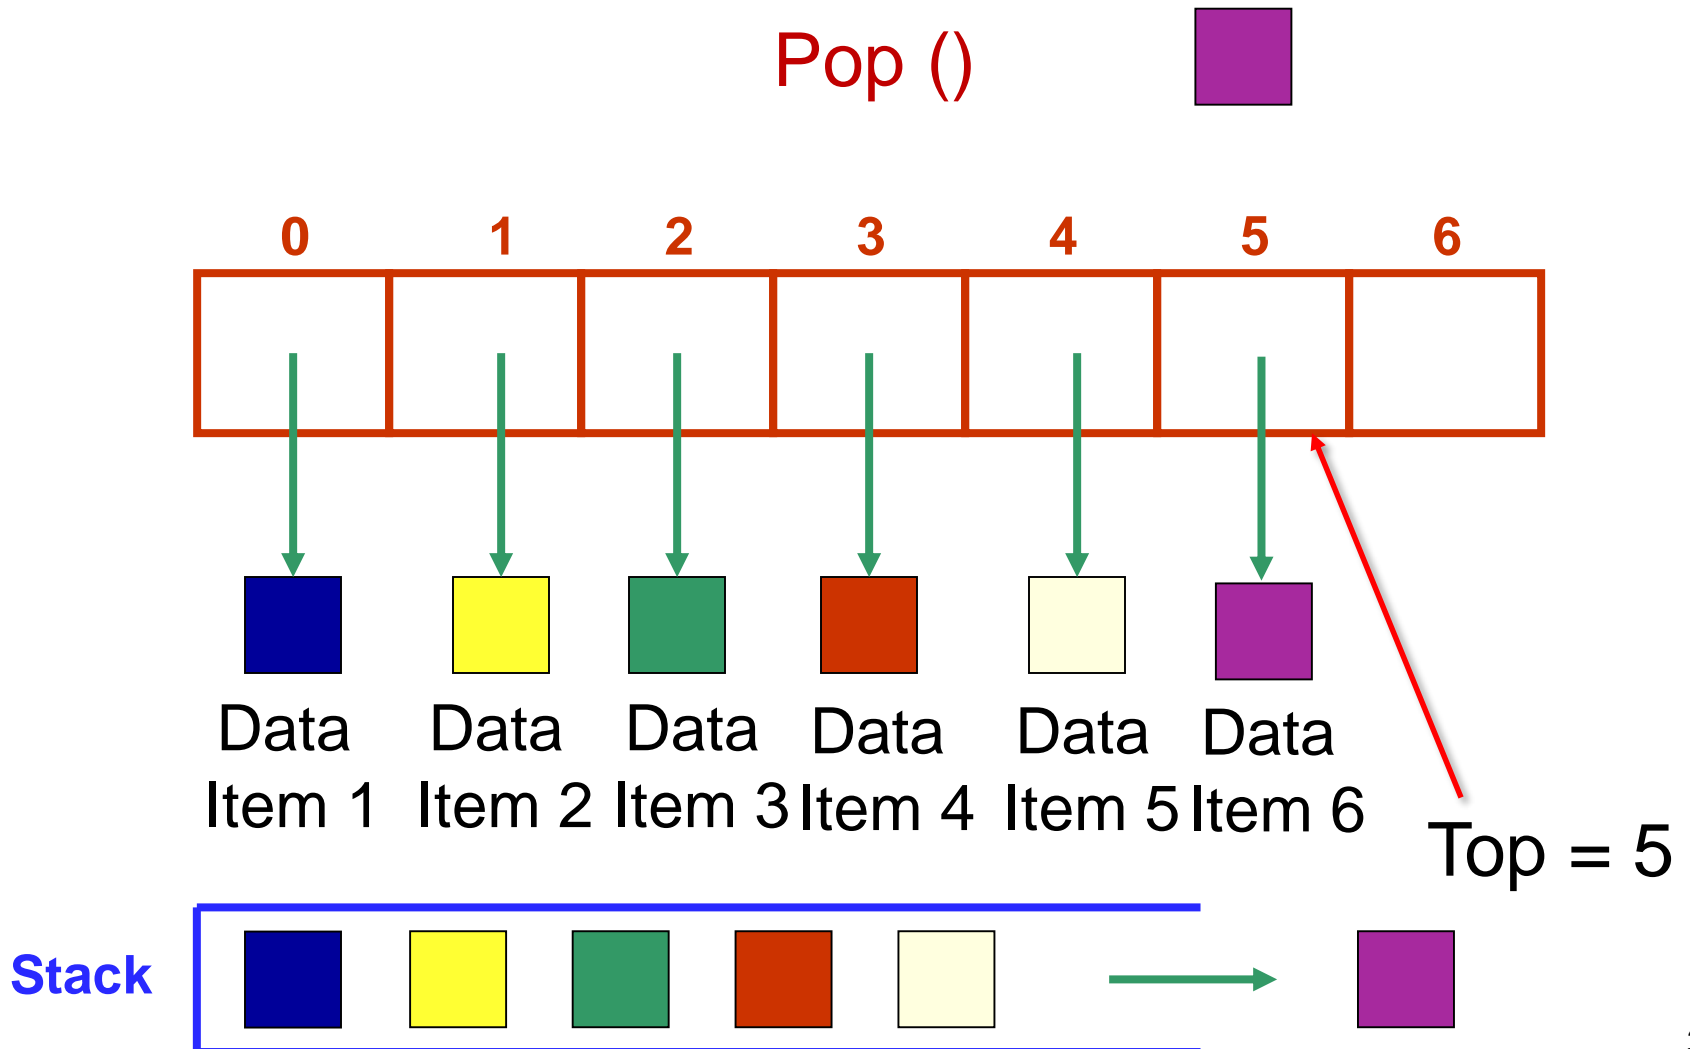 Pop ()
0 1 2 3 4 5 6
Data Data Data Data Data Data
Item 1 Item 2 Item 3 Item 4 Item 5 Item 6
Top = 5
Stack